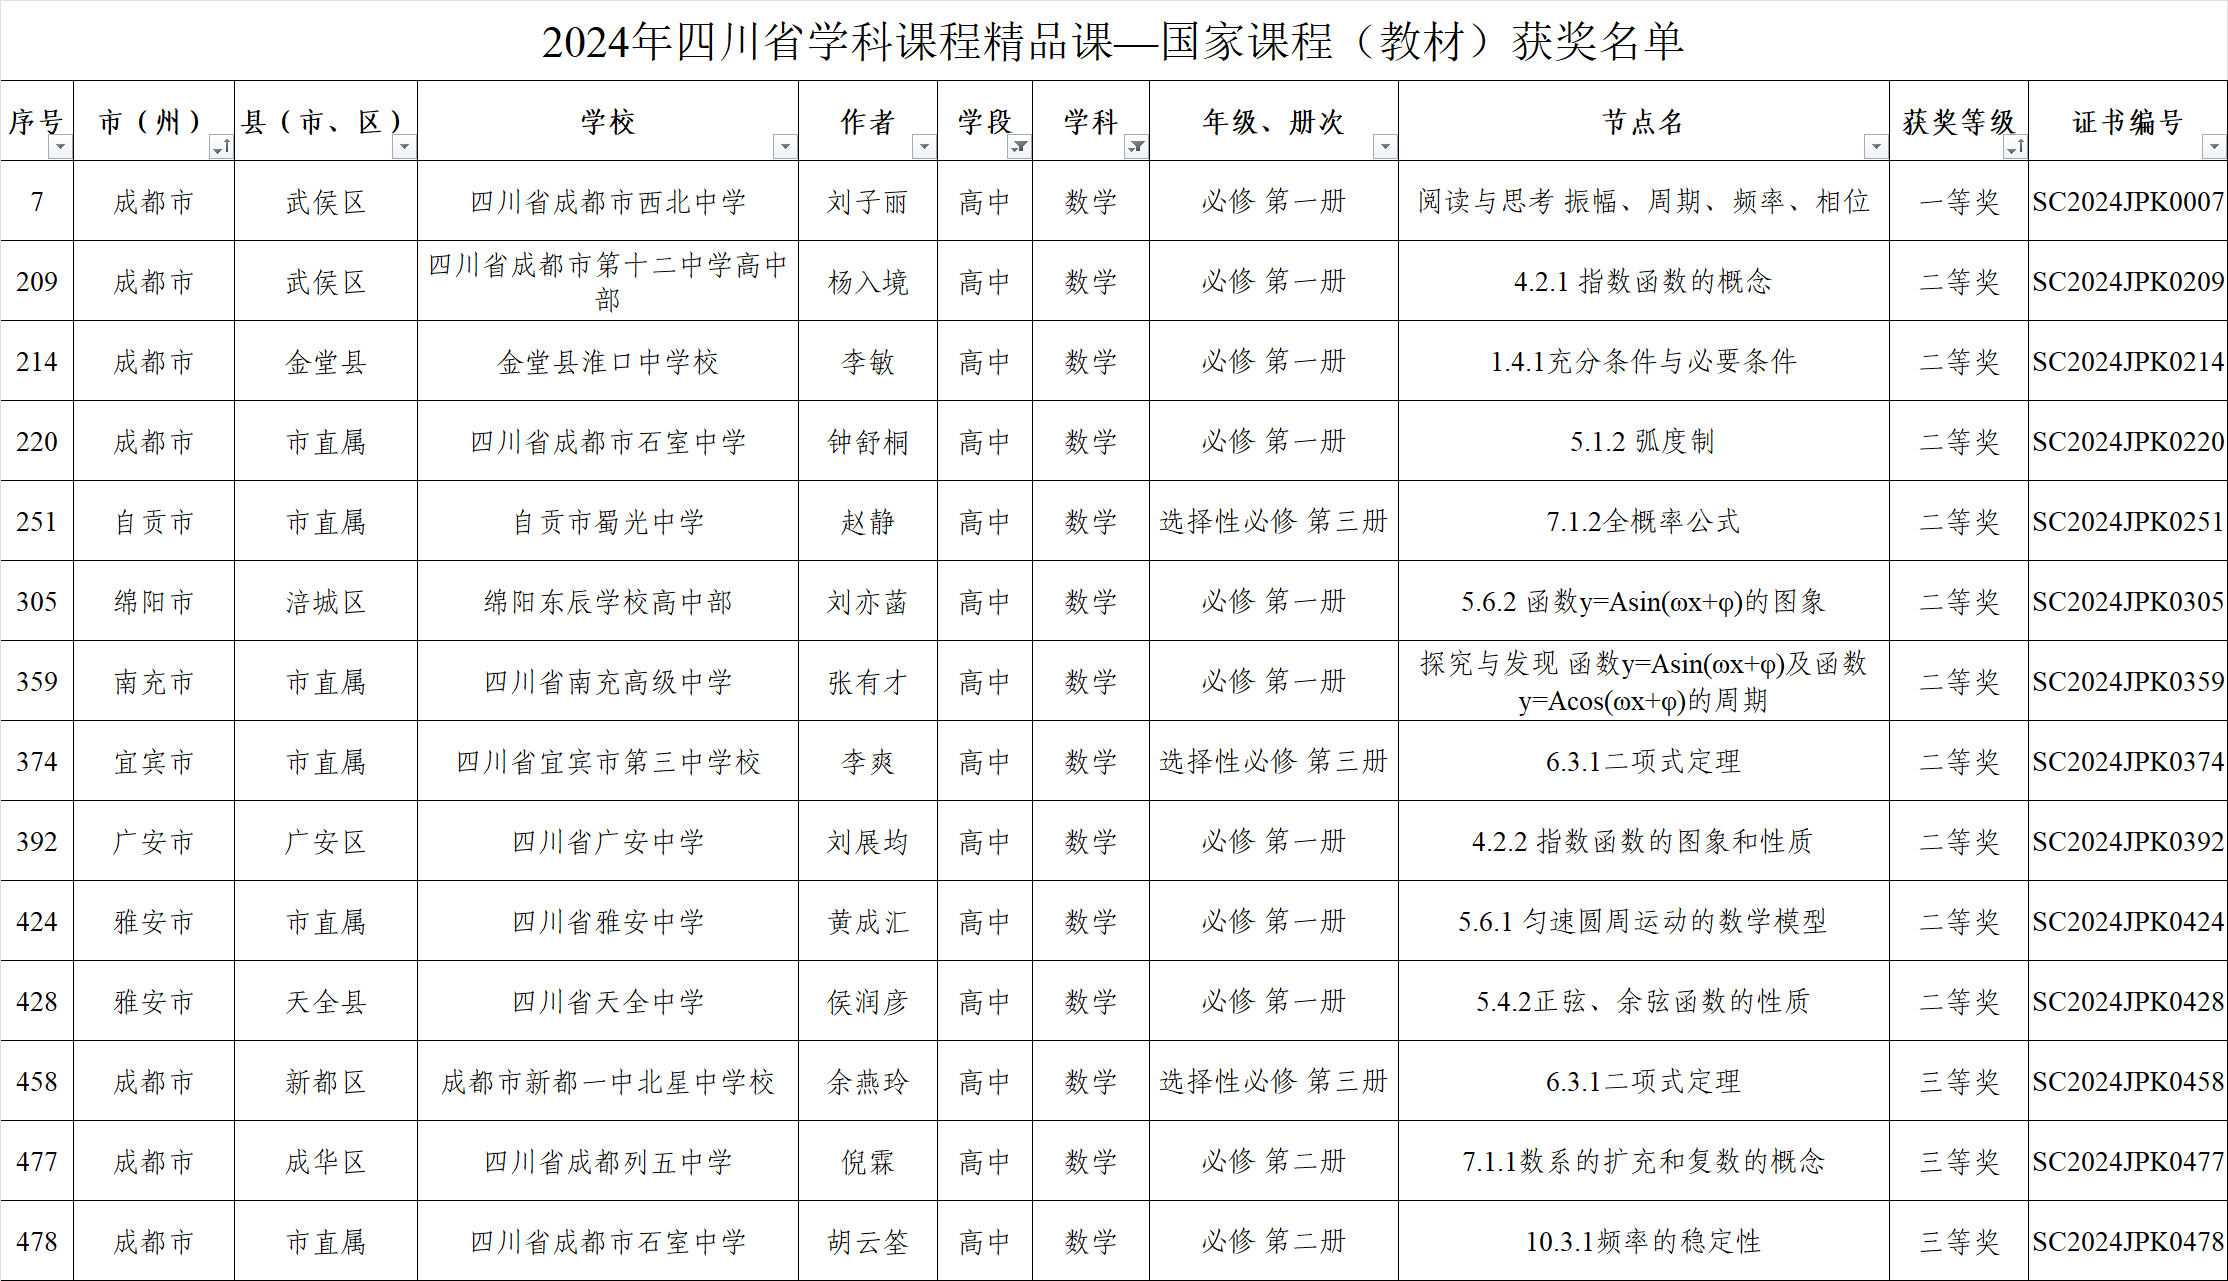 2024年四川省学科课程精品课—国家课程（教材）获奖名单
序号 市（州） 县（市、区） 学校 作者 学段 学科 年级、册次 节点名 获奖等级 证书编号
7 成都市 武侯区 四川省成都市西北中学 刘子丽 高中 数学 必修 第一册 阅读与思考 振幅、周期、频率、相位 一等奖 SC2024JPK0007
209 成都市 武侯区 四川省成都市第十二中学高中部 杨入境 高中 数学 必修 第一册 4.2.1 指数函数的概念 二等奖 SC2024JPK0209
214 成都市 金堂县 金堂县淮口中学校 李敏 高中 数学 必修 第一册 1.4.1充分条件与必要条件 二等奖 SC2024JPK0214
220 成都市 市直属 四川省成都市石室中学 钟舒桐 高中 数学 必修 第一册 5.1.2 弧度制 二等奖 SC2024JPK0220
251 自贡市 市直属 自贡市蜀光中学 赵静 高中 数学 选择性必修 第三册 7.1.2全概率公式 二等奖 SC2024JPK0251
305 绵阳市 涪城区 绵阳东辰学校高中部 刘亦菡 高中 数学 必修 第一册 5.6.2 函数y=Asin(ωx+φ)的图象 二等奖 SC2024JPK0305
359 南充市 市直属 四川省南充高级中学 张有才 高中 数学 必修 第一册 探究与发现 函数y=Asin(ωx+φ)及函数y=Acos(ωx+φ)的周期 二等奖 SC2024JPK0359
374 宜宾市 市直属 四川省宜宾市第三中学校 李爽 高中 数学 选择性必修 第三册 6.3.1二项式定理 二等奖 SC2024JPK0374
392 广安市 广安区 四川省广安中学 刘展均 高中 数学 必修 第一册 4.2.2 指数函数的图象和性质 二等奖 SC2024JPK0392
424 雅安市 市直属 四川省雅安中学 黄成汇 高中 数学 必修 第一册 5.6.1 匀速圆周运动的数学模型 二等奖 SC2024JPK0424
428 雅安市 天全县 四川省天全中学 侯润彦 高中 数学 必修 第一册 5.4.2正弦、余弦函数的性质 二等奖 SC2024JPK0428
458 成都市 新都区 成都市新都一中北星中学校 余燕玲 高中 数学 选择性必修 第三册 6.3.1二项式定理 三等奖 SC2024JPK0458
477 成都市 成华区 四川省成都列五中学 倪霖 高中 数学 必修 第二册 7.1.1数系的扩充和复数的概念 三等奖 SC2024JPK0477
478 成都市 市直属 四川省成都市石室中学 胡云筌 高中 数学 必修 第二册 10.3.1频率的稳定性 三等奖 SC2024JPK0478